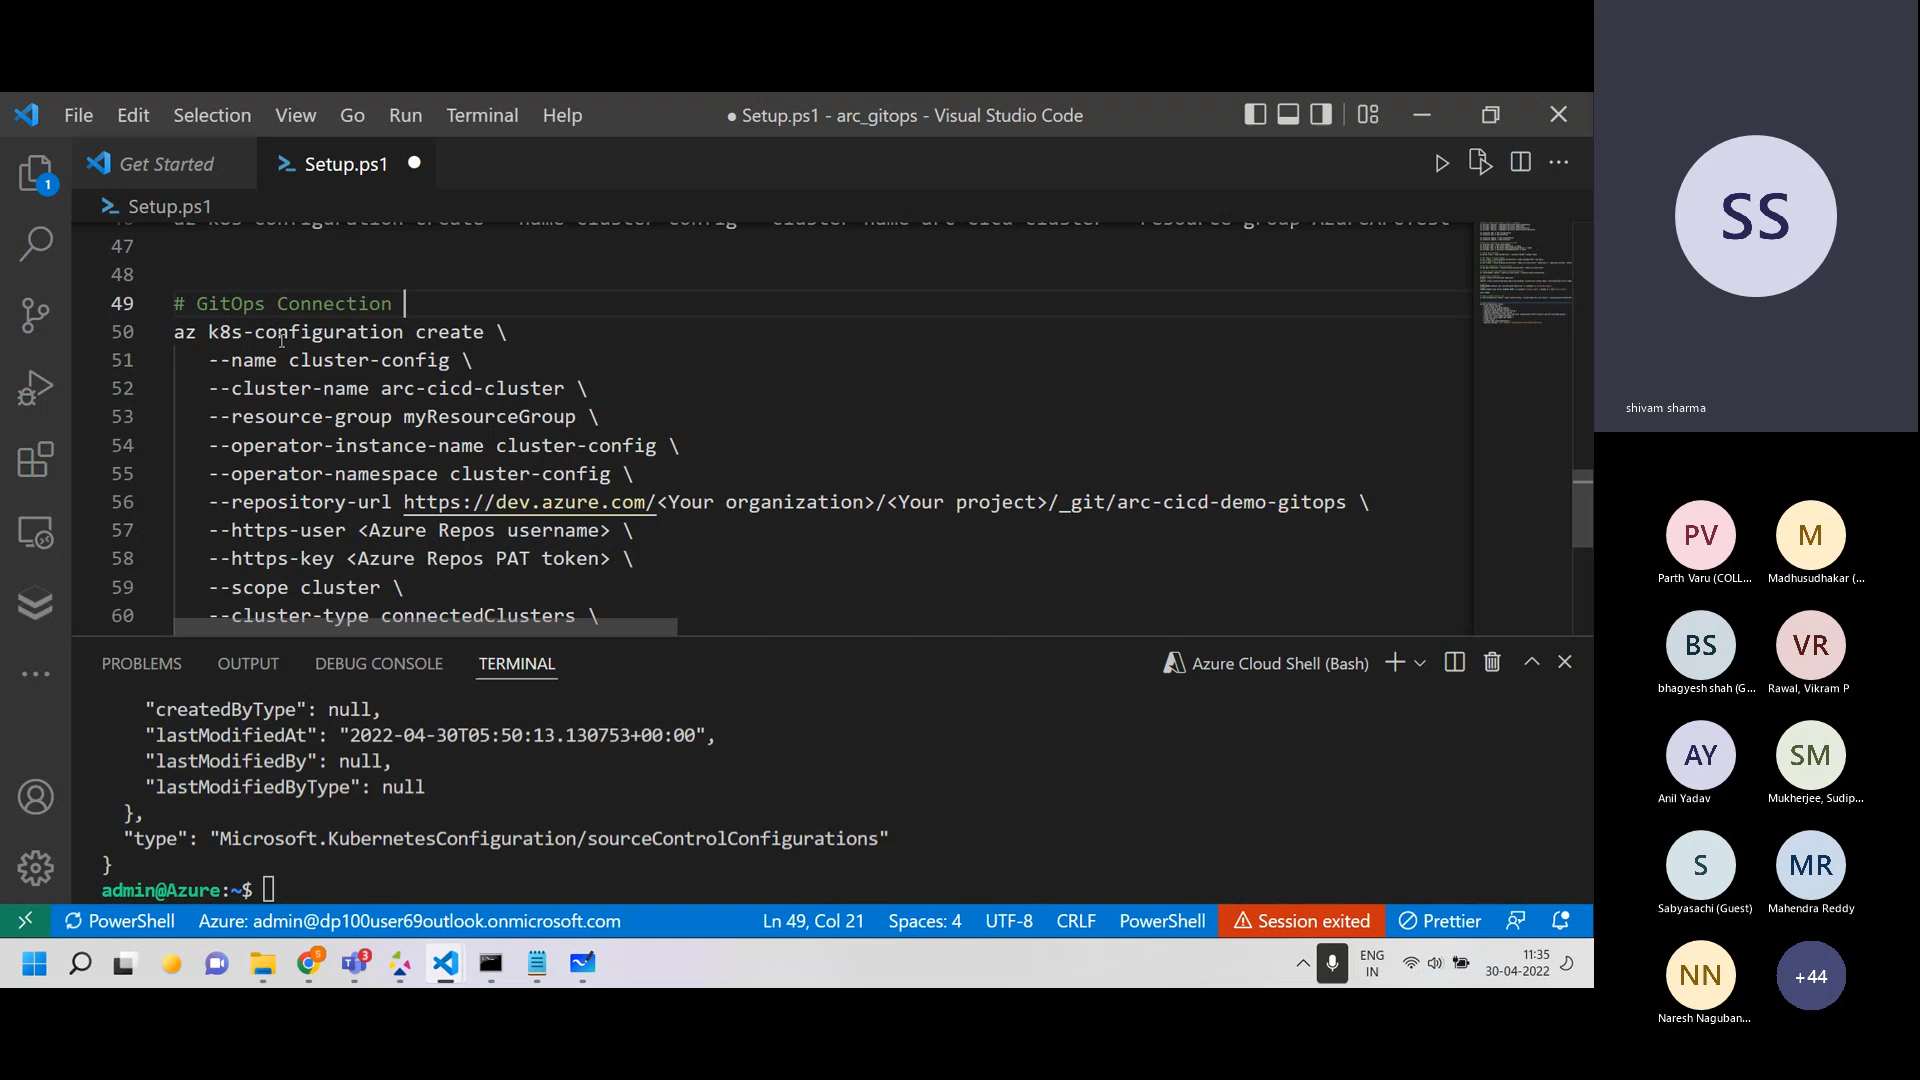 File Edit Selection View Go Run Terminal Help
● Setup.ps1 - arc_gitops - Visual Studio Code
Get Started
Setup.ps1
Setup.ps1
47
48
49 # GitOps Connection
50 az k8s-configuration create \
51 --name cluster-config \
52 --cluster-name arc-cicd-cluster \
53 --resource-group myResourceGroup \
54 --operator-instance-name cluster-config \
55 --operator-namespace cluster-config \
56 --repository-url https://dev.azure.com/<Your organization>/<Your project>/_git/arc-cicd-demo-gitops \
57 --https-user <Azure Repos username> \
58 --https-key <Azure Repos PAT token> \
59 --scope cluster \
60 --cluster-type connectedClusters \
1
PROBLEMS OUTPUT DEBUG CONSOLE TERMINAL
Azure Cloud Shell (Bash)
"createdByType": null,
"lastModifiedAt": "2022-04-30T05:50:13.130753+00:00",
"lastModifiedBy": null,
"lastModifiedByType": null
},
"type": "Microsoft.KubernetesConfiguration/sourceControlConfigurations"
}
admin@Azure:~$
PowerShell Azure: admin@dp100user69outlook.onmicrosoft.com Ln 49, Col 21 Spaces: 4 UTF-8 CRLF PowerShell Session exited Prettier
S
3
ENG
IN
11:35
30-04-2022
SS
shivam sharma
PV M
Parth Varu (COLL... Madhusudhakar (...
BS VR
bhagyesh shah (G... Rawal, Vikram P
AY SM
Anil Yadav Mukherjee, Sudip...
S MR
Sabyasachi (Guest) Mahendra Reddy
NN +44
Naresh Naguban...